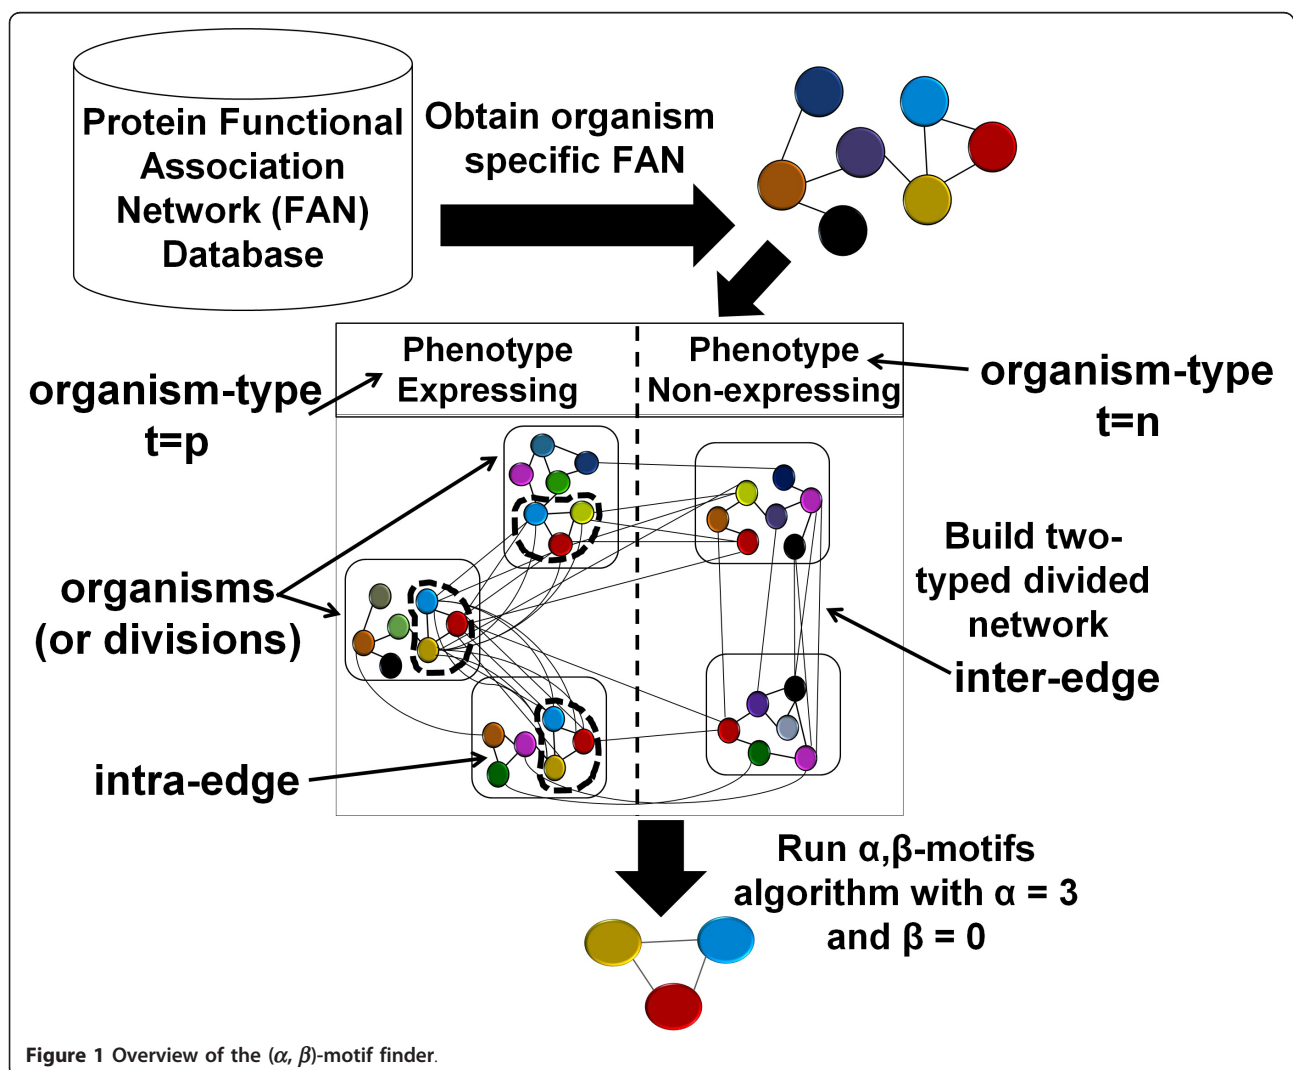 Protein Functional
Association
Network (FAN)
Database
Obtain organism
specific FAN
Phenotype
Expressing
Phenotype
Non-expressing
organism-type
t=p
organism-type
t=n
organisms
(or divisions)
Build two-
typed divided
network
inter-edge
intra-edge
Run α,β-motifs
algorithm with α = 3
and β = 0
Figure 1 Overview of the (α, β)-motif finder.